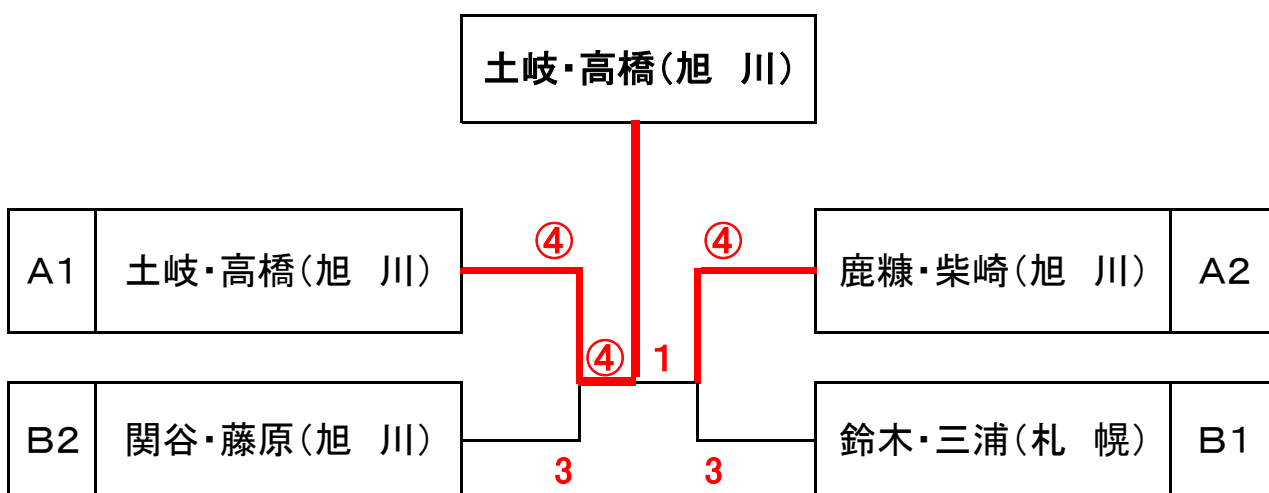 土岐・高橋(旭　川)
④ ④
A1 土岐・高橋(旭　川) 鹿糠・柴崎(旭　川) A2
④ 1
B2 関谷・藤原(旭　川) 鈴木・三浦(札　幌) B1
3 3